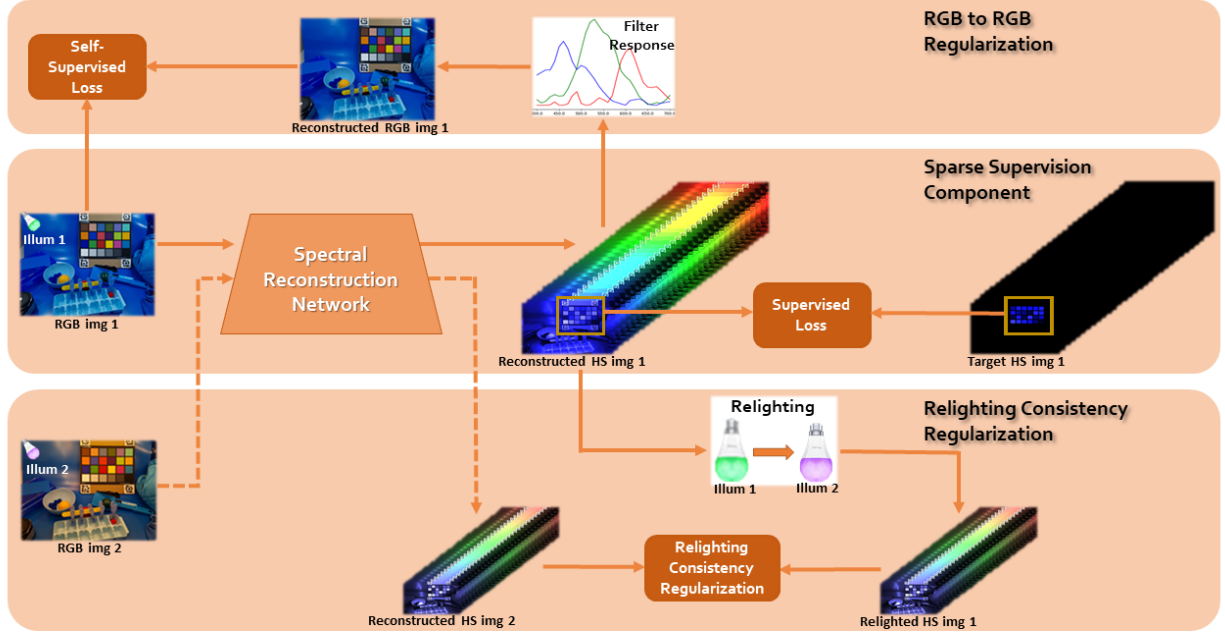 Self-
Supervised
Loss
Reconstructed RGB img 1
Filter
Response
RGB to RGB
Regularization
Illum 1
RGB img 1
Spectral
Reconstruction
Network
Reconstructed HS img 1
Supervised
Loss
Sparse Supervision
Component
Target HS img 1
Illum 2
RGB img 2
Reconstructed HS img 2
Relighting
Illum 1
Illum 2
Relighting
Consistency
Regularization
Relighting Consistency
Regularization
Relighted HS img 1